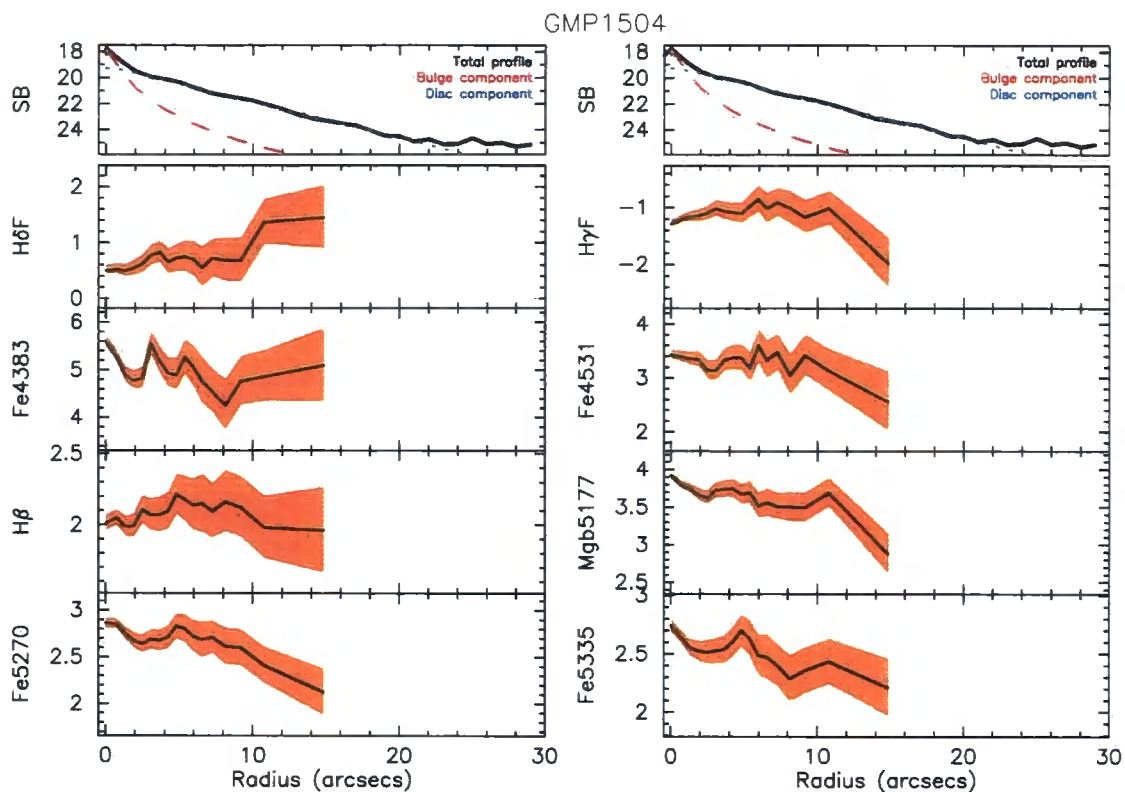 GMP1504
SB
18
20
22
24
Total profile
Bulge component
Disc component
HδF
2
1
0
Fe4383
6
5
4
Hβ
2.5
2
Fe5270
3
2.5
2
0 10 20 30
Radius (arcsecs)
SB
18
20
22
24
Total profile
Bulge component
Disc component
HγF
−1
−2
Fe4531
4
3
2
Mgb5177
4
3.5
3
2.5
Fe5335
3
2.5
2
0 10 20 30
Radius (arcsecs)